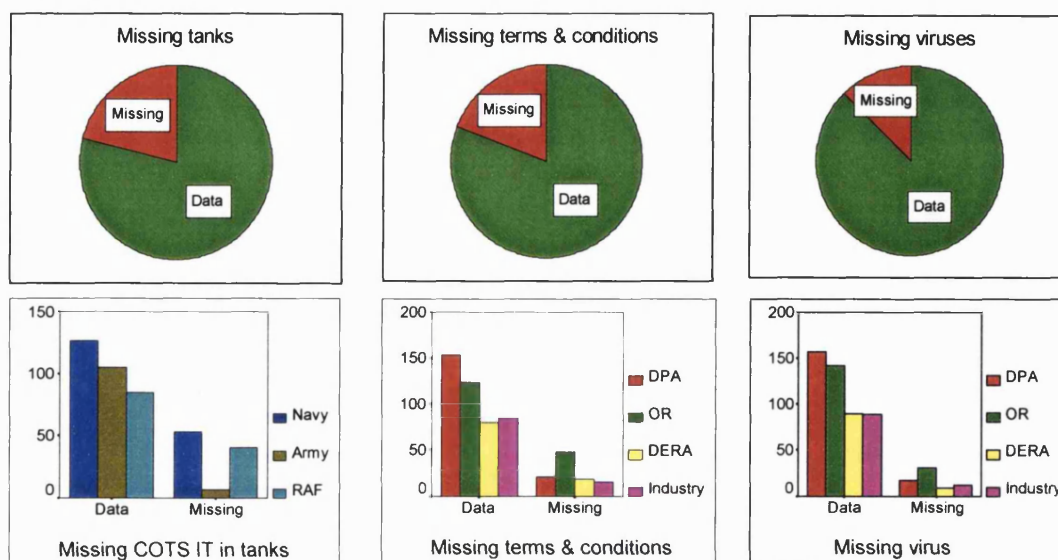 Missing tanks
Missing
Data
Missing terms & conditions
Missing
Data
Missing viruses
Missing
Data
150
100
50
0
Data Missing
Navy
Army
RAF
Missing COTS IT in tanks
200
150
100
50
0
Data Missing
DPA
OR
DERA
Industry
Missing terms & conditions
200
150
100
50
0
Data Missing
DPA
OR
DERA
Industry
Missing virus